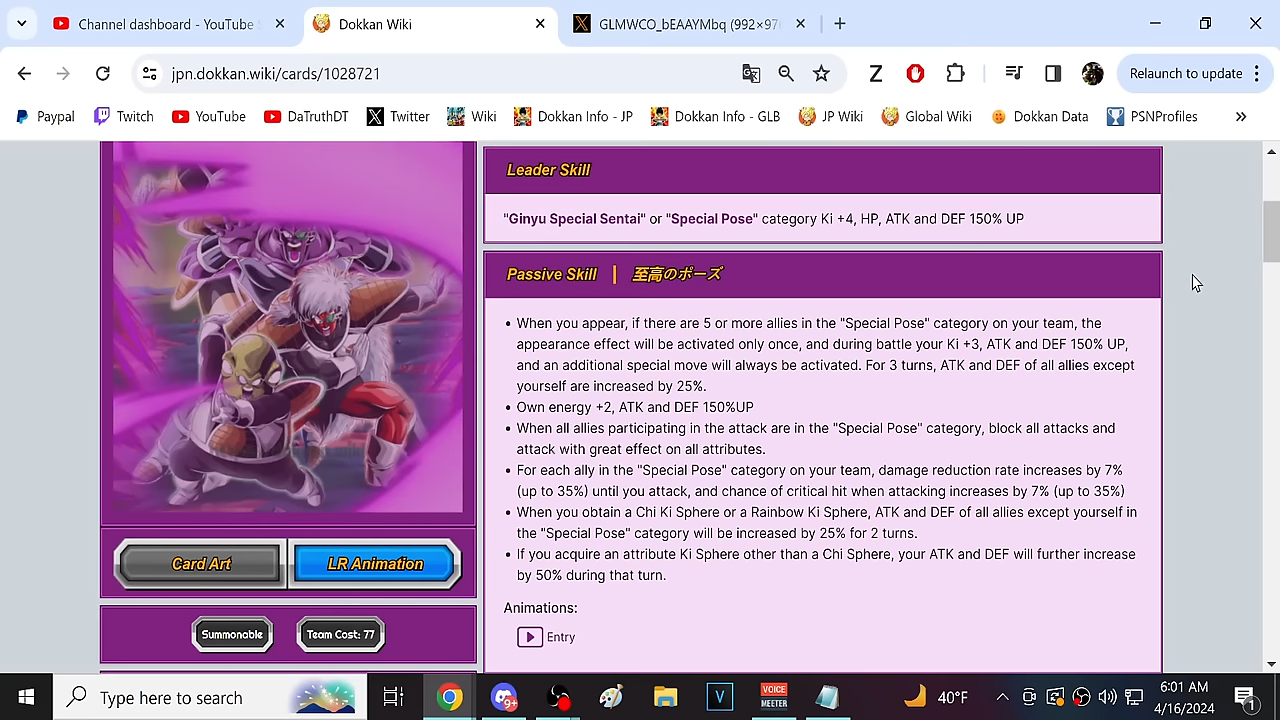 Channel dashboard - YouTube
Dokkan Wiki
GLMWCO_bEAAYMbq (992×97
jpn.dokkan.wiki/cards/1028721
Z
Relaunch to update
Paypal
Twitch
YouTube
DaTruthDT
Twitter
Wiki
Dokkan Info - JP
Dokkan Info - GLB
JP Wiki
Global Wiki
Dokkan Data
PSNProfiles
»
Leader Skill
"Ginyu Special Sentai" or "Special Pose" category Ki +4, HP, ATK and DEF 150% UP
Passive Skill | 至高のポーズ
• When you appear, if there are 5 or more allies in the "Special Pose" category on your team, the
appearance effect will be activated only once, and during battle your Ki +3, ATK and DEF 150% UP,
and an additional special move will always be activated. For 3 turns, ATK and DEF of all allies except
yourself are increased by 25%.
• Own energy +2, ATK and DEF 150%UP
• When all allies participating in the attack are in the "Special Pose" category, block all attacks and
attack with great effect on all attributes.
• For each ally in the "Special Pose" category on your team, damage reduction rate increases by 7%
(up to 35%) until you attack, and chance of critical hit when attacking increases by 7% (up to 35%)
• When you obtain a Chi Ki Sphere or a Rainbow Ki Sphere, ATK and DEF of all allies except yourself in
the "Special Pose" category will be increased by 25% for 2 turns.
• If you acquire an attribute Ki Sphere other than a Chi Sphere, your ATK and DEF will further increase
by 50% during that turn.
Animations:
Entry
Card Art
LR Animation
Summonable
Team Cost: 77
Type here to search
9+
V
VOICE
MEETER
40°F
6:01 AM
4/16/2024
1